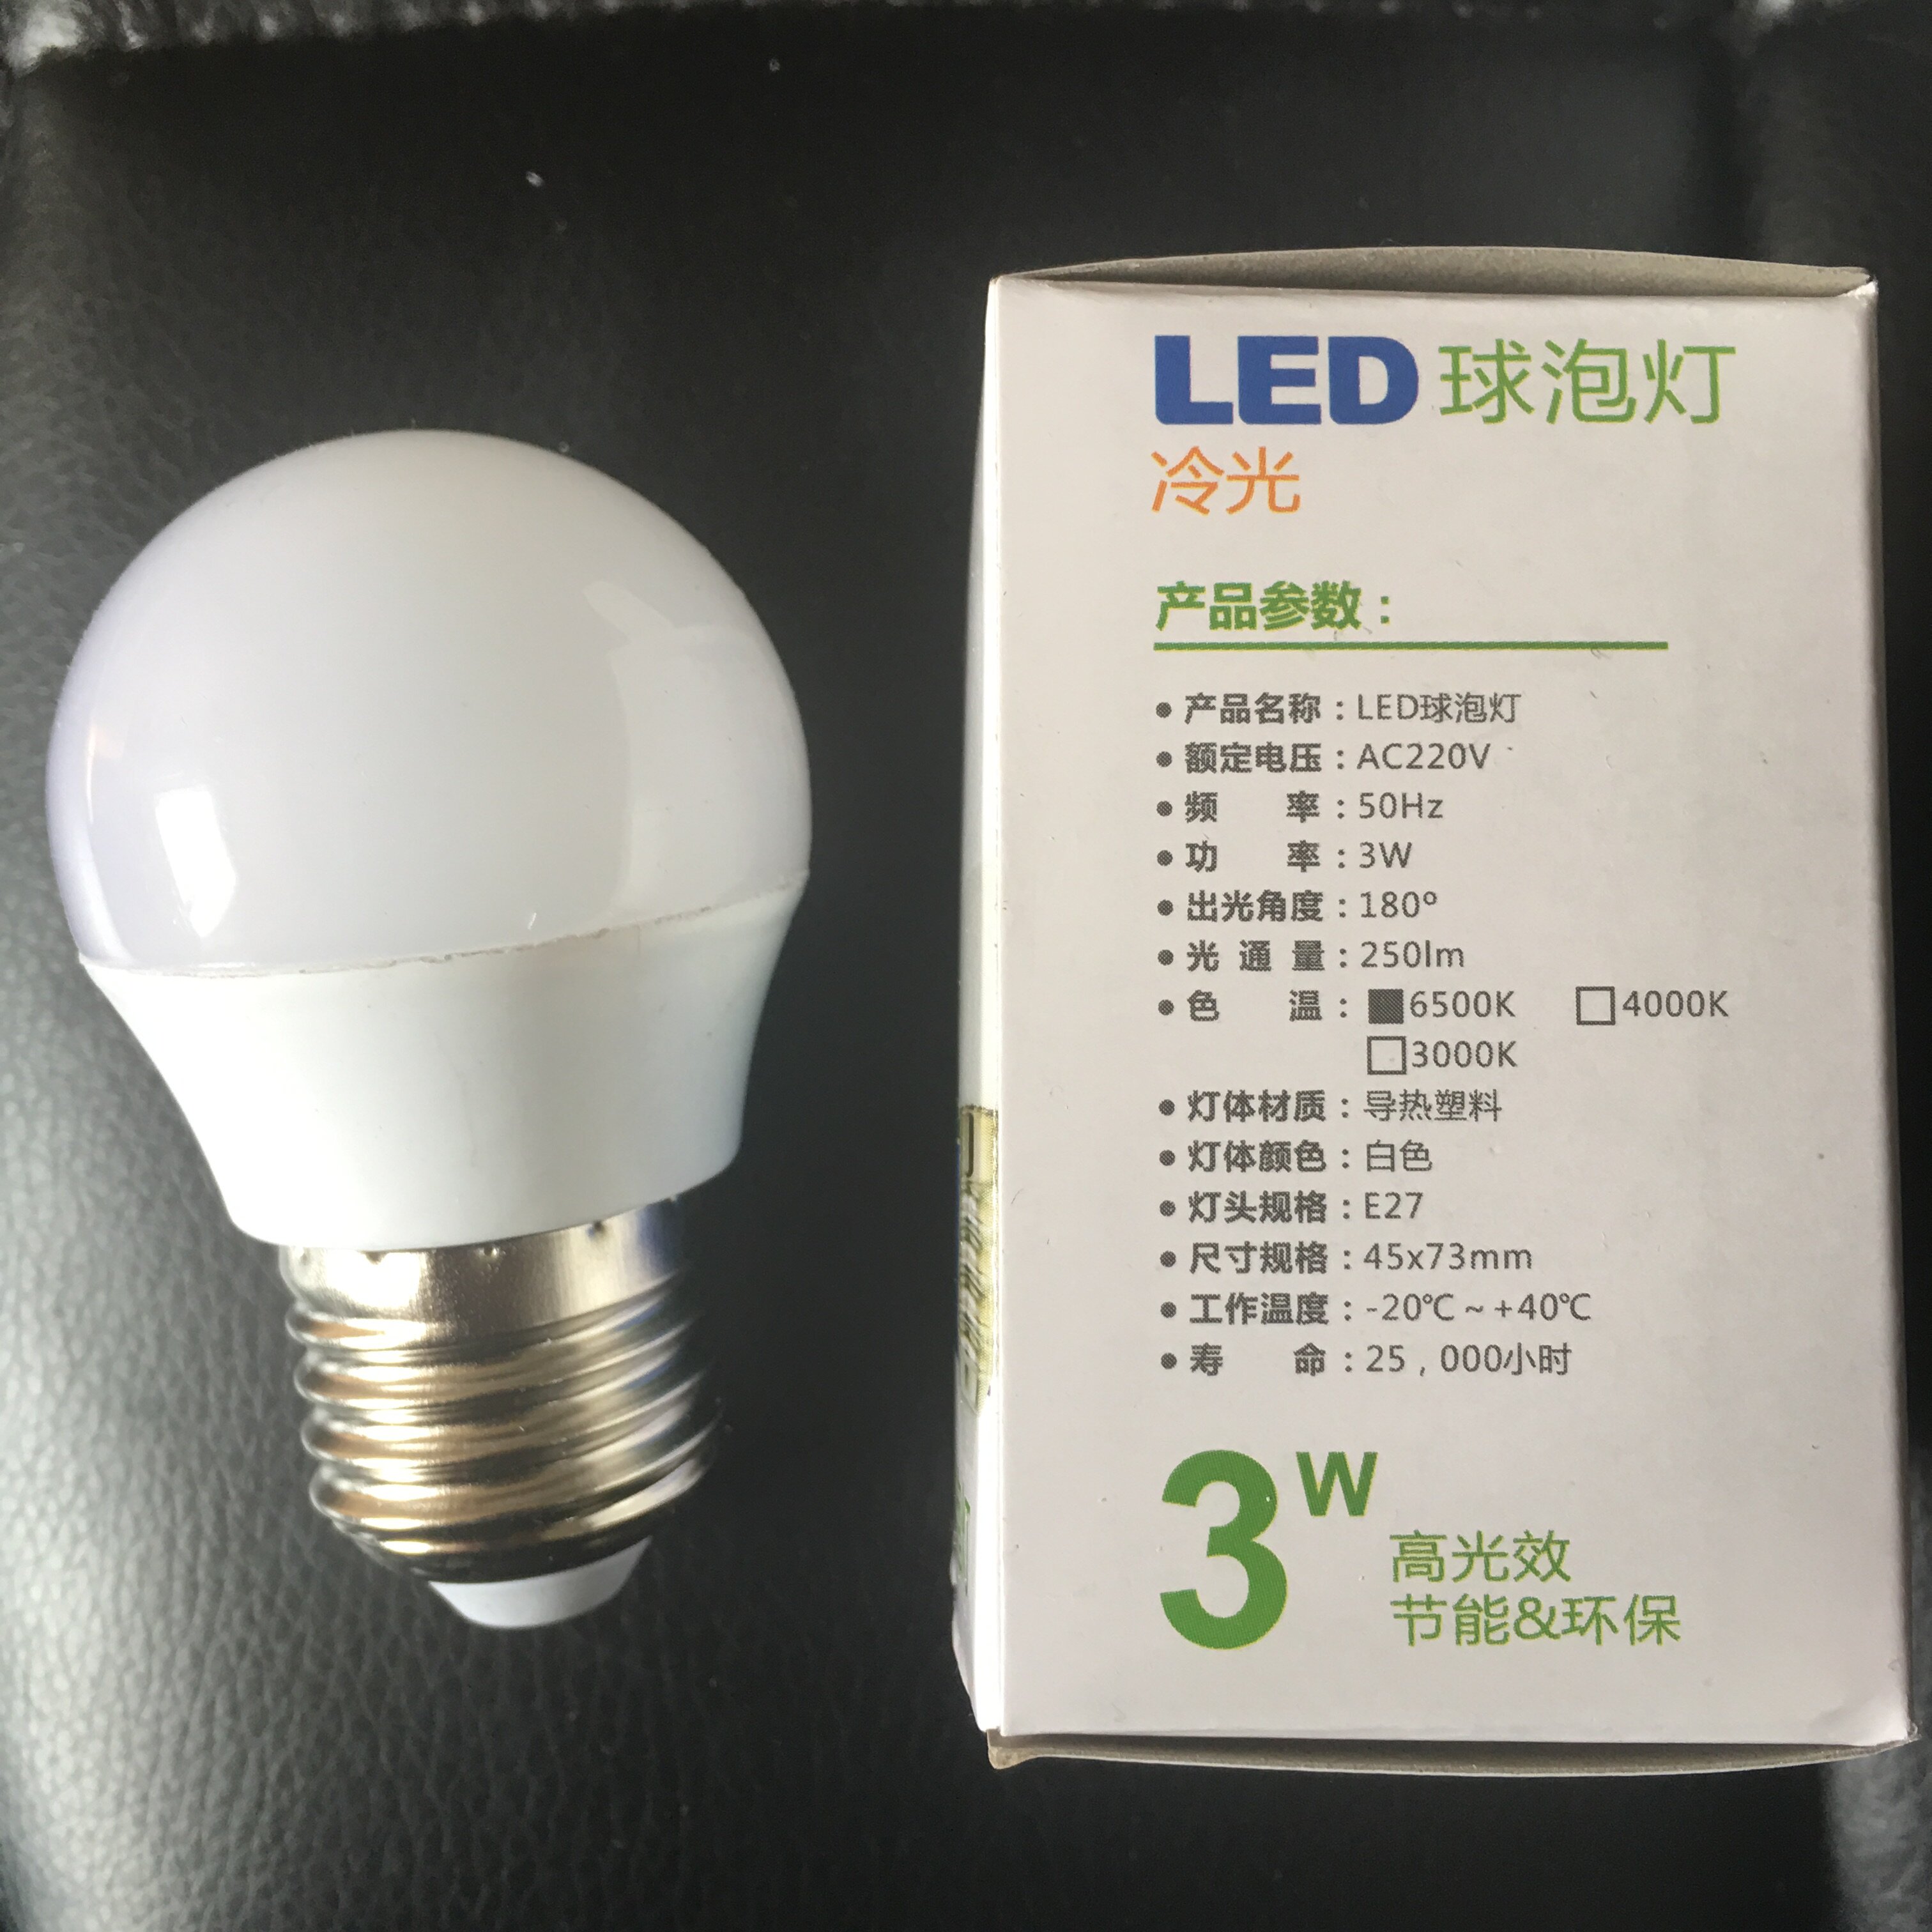 LED球泡灯
冷光
产品参数：
● 产品名称：LED球泡灯
● 额定电压：AC220V
● 频 率：50Hz
● 功 率：3W
● 出光角度：180°
● 光 通 量：250lm
● 色 温：■6500K □4000K
□3000K
● 灯体材质：导热塑料
● 灯体颜色：白色
● 灯头规格：E27
● 尺寸规格：45x73mm
● 工作温度：-20℃～+40℃
● 寿 命：25，000小时
3W
高光效
节能&环保